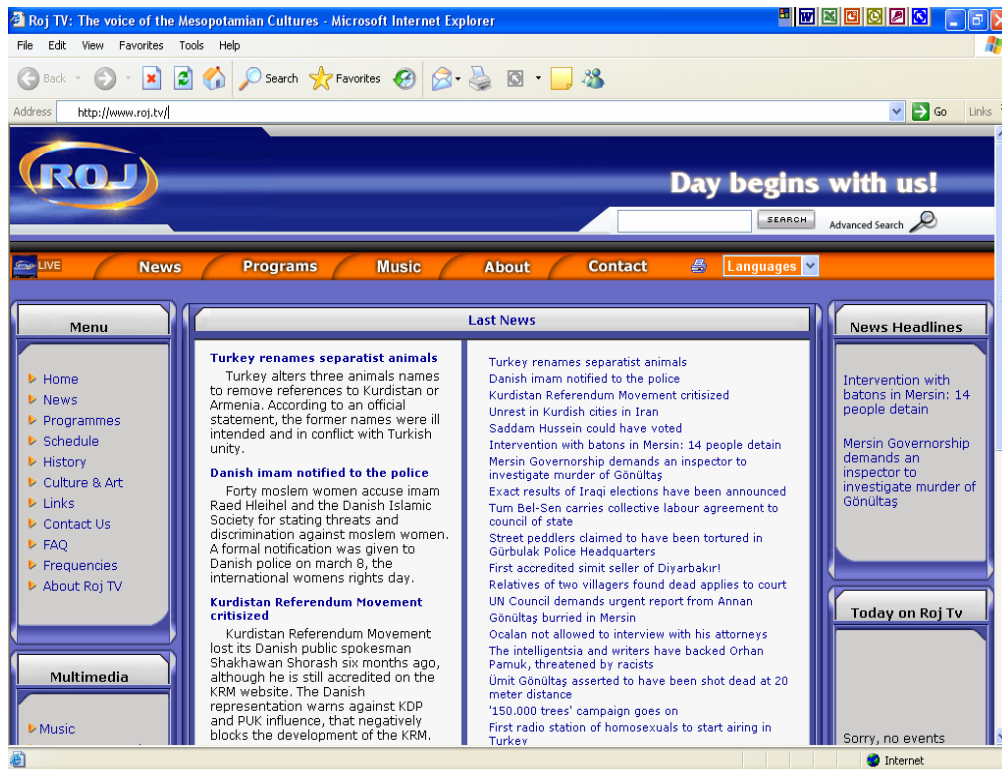 Roj TV: The voice of the Mesopotamian Cultures - Microsoft Internet Explorer
File Edit View Favorites Tools Help
Back Search Favorites
Address http://www.roj.tv/ Go Links
ROJ
Day begins with us!
SEARCH Advanced Search
LIVE News Programs Music About Contact Languages
Menu
Home
News
Programmes
Schedule
History
Culture & Art
Links
Contact Us
FAQ
Frequencies
About Roj TV
Multimedia
Music
Last News
Turkey renames separatist animals
Turkey alters three animals names
to remove references to Kurdistan or
Armenia. According to an official
statement, the former names were ill
intended and in conflict with Turkish
unity.
Danish imam notified to the police
Forty moslem women accuse imam
Raed Hleihel and the Danish Islamic
Society for stating threats and
discrimination against moslem women.
A formal notification was given to
Danish police on march 8, the
international womens rights day.
Kurdistan Referendum Movement
critisized
Kurdistan Referendum Movement
lost its Danish public spokesman
Shakhawan Shorash six months ago,
although he is still accredited on the
KRM website. The Danish
representation warns against KDP
and PUK influence, that negatively
blocks the development of the KRM.
Turkey renames separatist animals
Danish imam notified to the police
Kurdistan Referendum Movement critisized
Unrest in Kurdish cities in Iran
Saddam Hussein could have voted
Intervention with batons in Mersin: 14 people detain
Mersin Governorship demands an inspector to
investigate murder of Gönültaş
Exact results of Iraqi elections have been announced
Tum Bel-Sen carries collective labour agreement to
council of state
Street peddlers claimed to have been tortured in
Gürbulak Police Headquarters
First accredited simit seller of Diyarbakır!
Relatives of two villagers found dead applies to court
UN Council demands urgent report from Annan
Gönültaş burried in Mersin
Ocalan not allowed to interview with his attorneys
The intelligentsia and writers have backed Orhan
Pamuk, threatened by racists
Ümit Gönültaş asserted to have been shot dead at 20
meter distance
'150.000 trees' campaign goes on
First radio station of homosexuals to start airing in
Turkey
News Headlines
Intervention with
batons in Mersin: 14
people detain
Mersin Governorship
demands an
inspector to
investigate murder of
Gönültaş
Today on Roj Tv
Sorry, no events
Internet